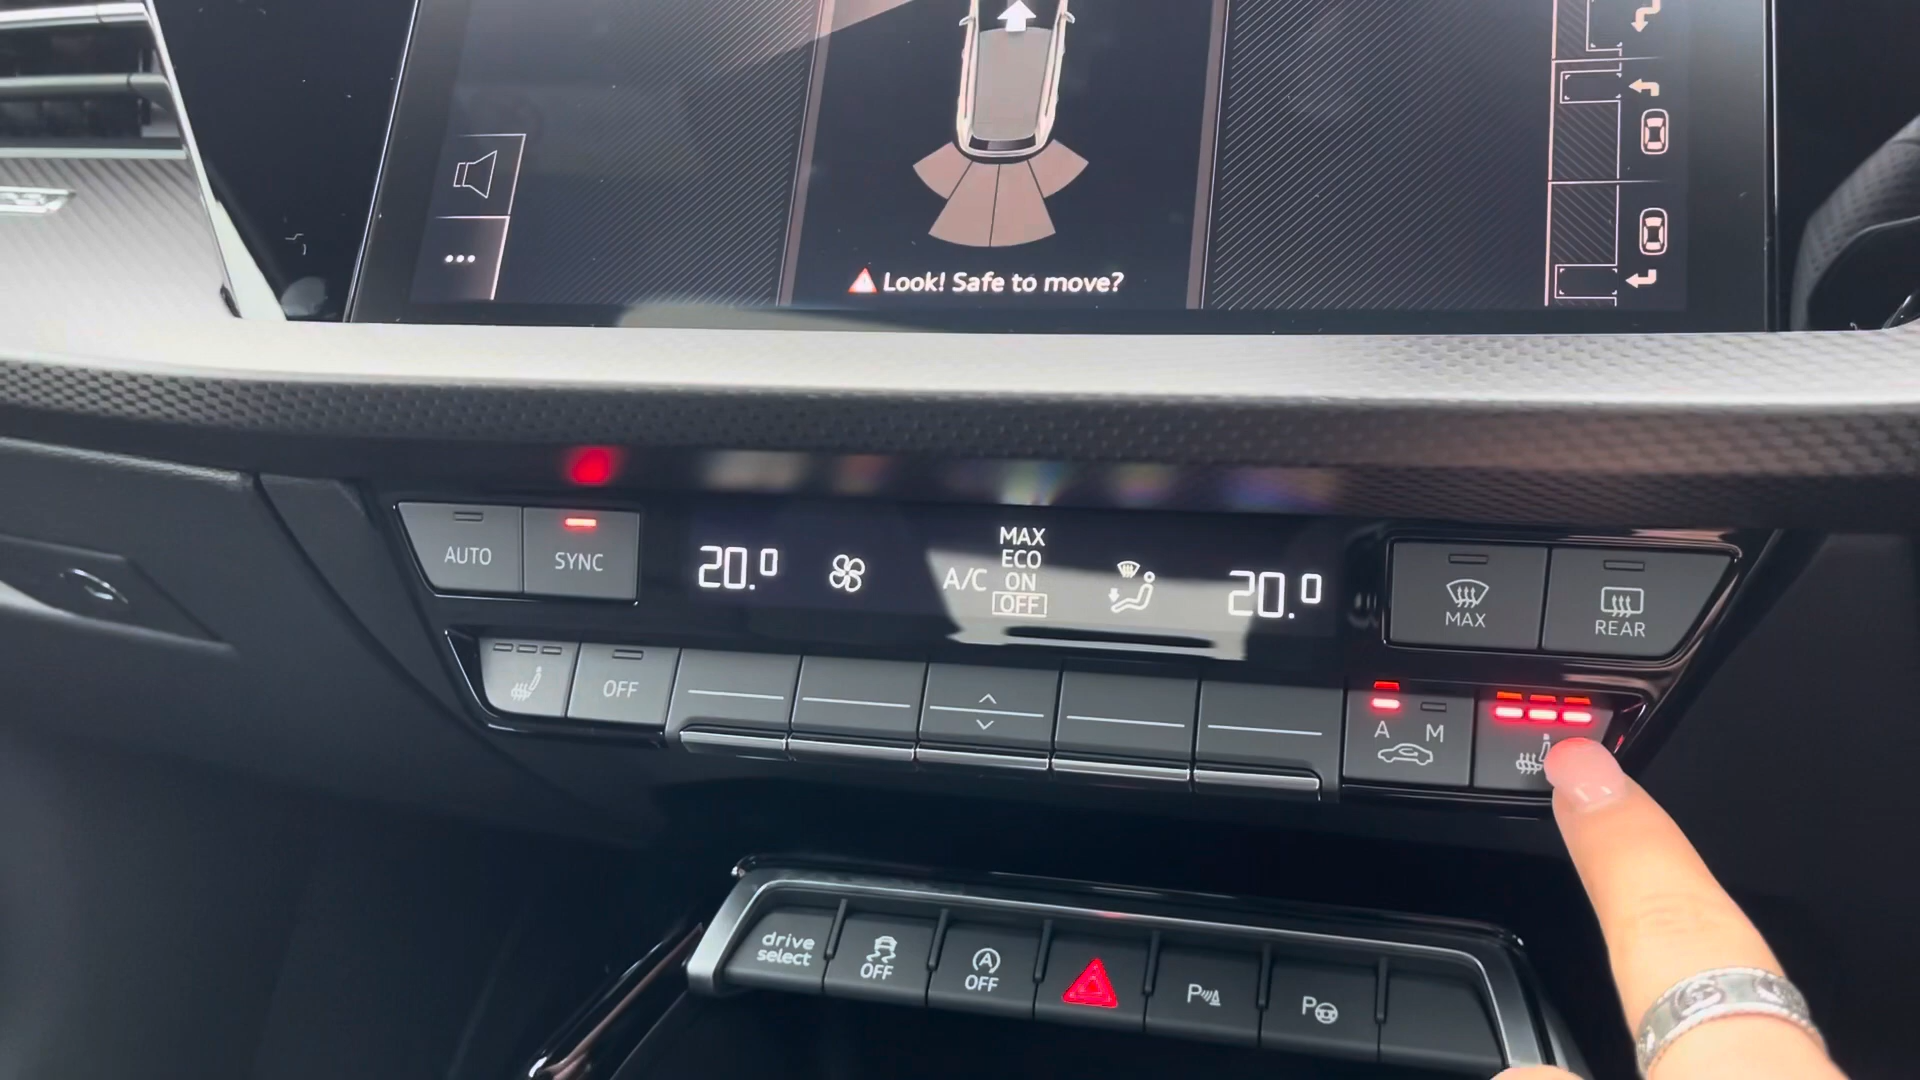 Look! Safe to move?
AUTO
SYNC
20.0
A/C
MAX
ECO
ON
OFF
20.0
MAX
REAR
OFF
A M
drive
select
OFF
A
OFF
P
P